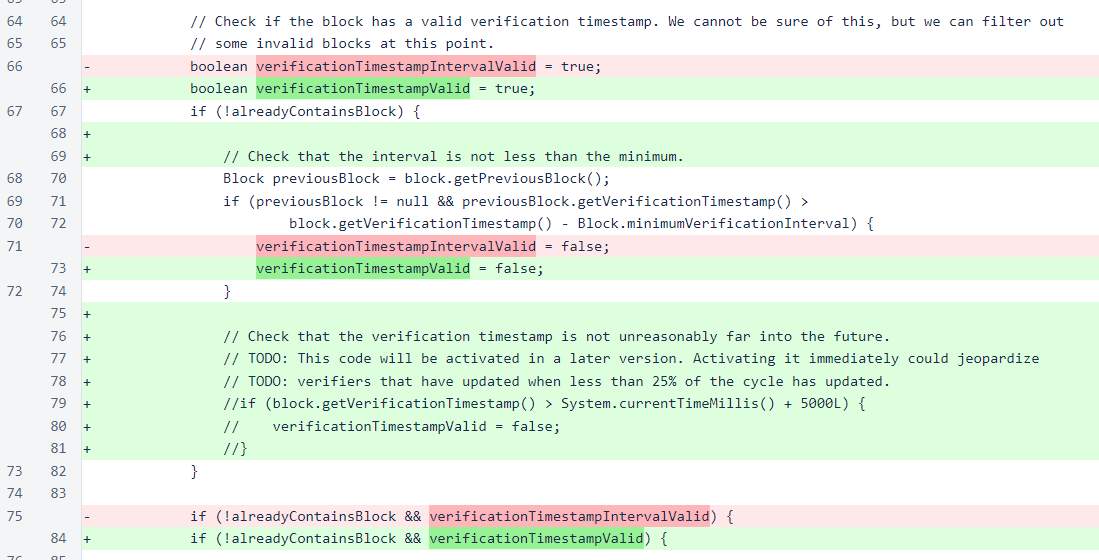 64 64 // Check if the block has a valid verification timestamp. We cannot be sure of this, but we can filter out
65 65 // some invalid blocks at this point.
66 - boolean verificationTimestampIntervalValid = true;
66 + boolean verificationTimestampValid = true;
67 67 if (!alreadyContainsBlock) {
68 +
69 + // Check that the interval is not less than the minimum.
68 70 Block previousBlock = block.getPreviousBlock();
69 71 if (previousBlock != null && previousBlock.getVerificationTimestamp() >
70 72 block.getVerificationTimestamp() - Block.minimumVerificationInterval) {
71 - verificationTimestampIntervalValid = false;
73 + verificationTimestampValid = false;
72 74 }
75 +
76 + // Check that the verification timestamp is not unreasonably far into the future.
77 + // TODO: This code will be activated in a later version. Activating it immediately could jeopardize
78 + // TODO: verifiers that have updated when less than 25% of the cycle has updated.
79 + //if (block.getVerificationTimestamp() > System.currentTimeMillis() + 5000L) {
80 + // verificationTimestampValid = false;
81 + //}
73 82 }
74 83
75 - if (!alreadyContainsBlock && verificationTimestampIntervalValid) {
84 + if (!alreadyContainsBlock && verificationTimestampValid) {